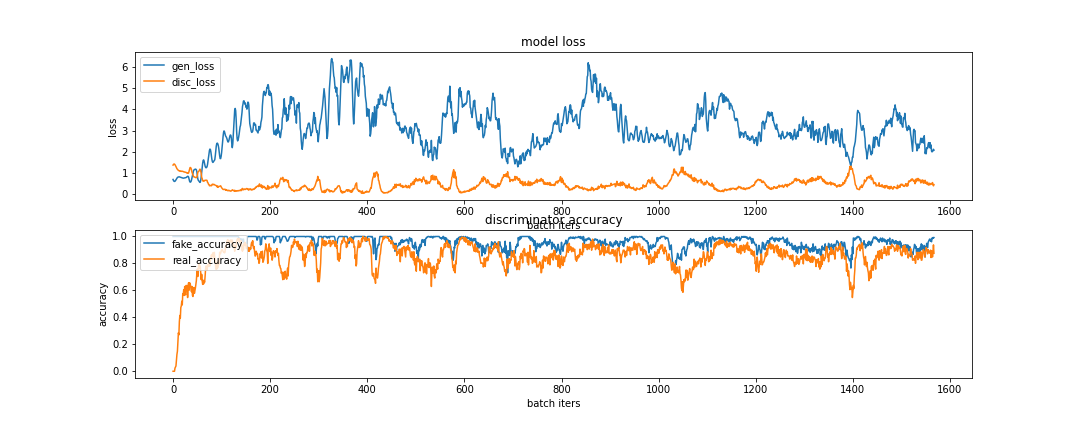 model loss
gen_loss
disc_loss
loss
6
5
4
3
2
1
0
0 200 400 600 800 1000 1200 1400 1600
batch iters
discriminator accuracy
fake_accuracy
real_accuracy
accuracy
1.0
0.8
0.6
0.4
0.2
0.0
0 200 400 600 800 1000 1200 1400 1600
batch iters